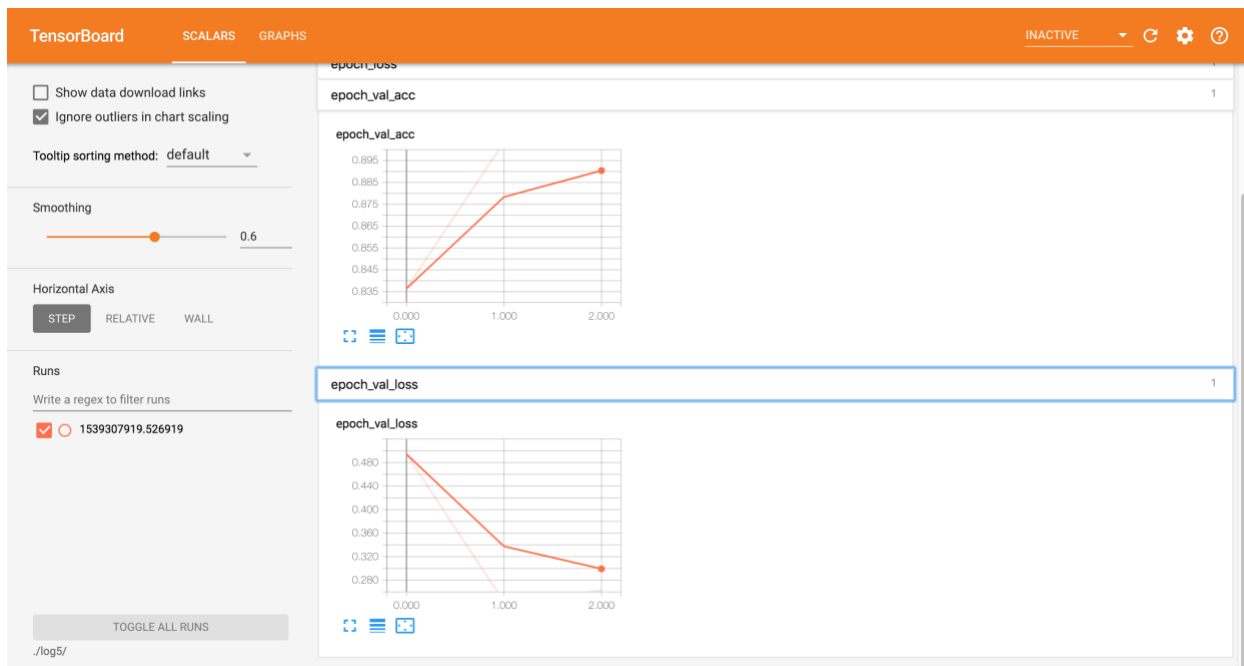 TensorBoard SCALARS GRAPHS INACTIVE
Show data download links
Ignore outliers in chart scaling
Tooltip sorting method: default
Smoothing
0.6
Horizontal Axis
STEP RELATIVE WALL
Runs
Write a regex to filter runs
1539307919.526919
TOGGLE ALL RUNS
./log5/
epoch_loss 1
epoch_val_acc 1
epoch_val_acc
0.895
0.885
0.875
0.865
0.855
0.845
0.835
0.000 1.000 2.000
epoch_val_loss 1
epoch_val_loss
0.480
0.440
0.400
0.360
0.320
0.280
0.000 1.000 2.000